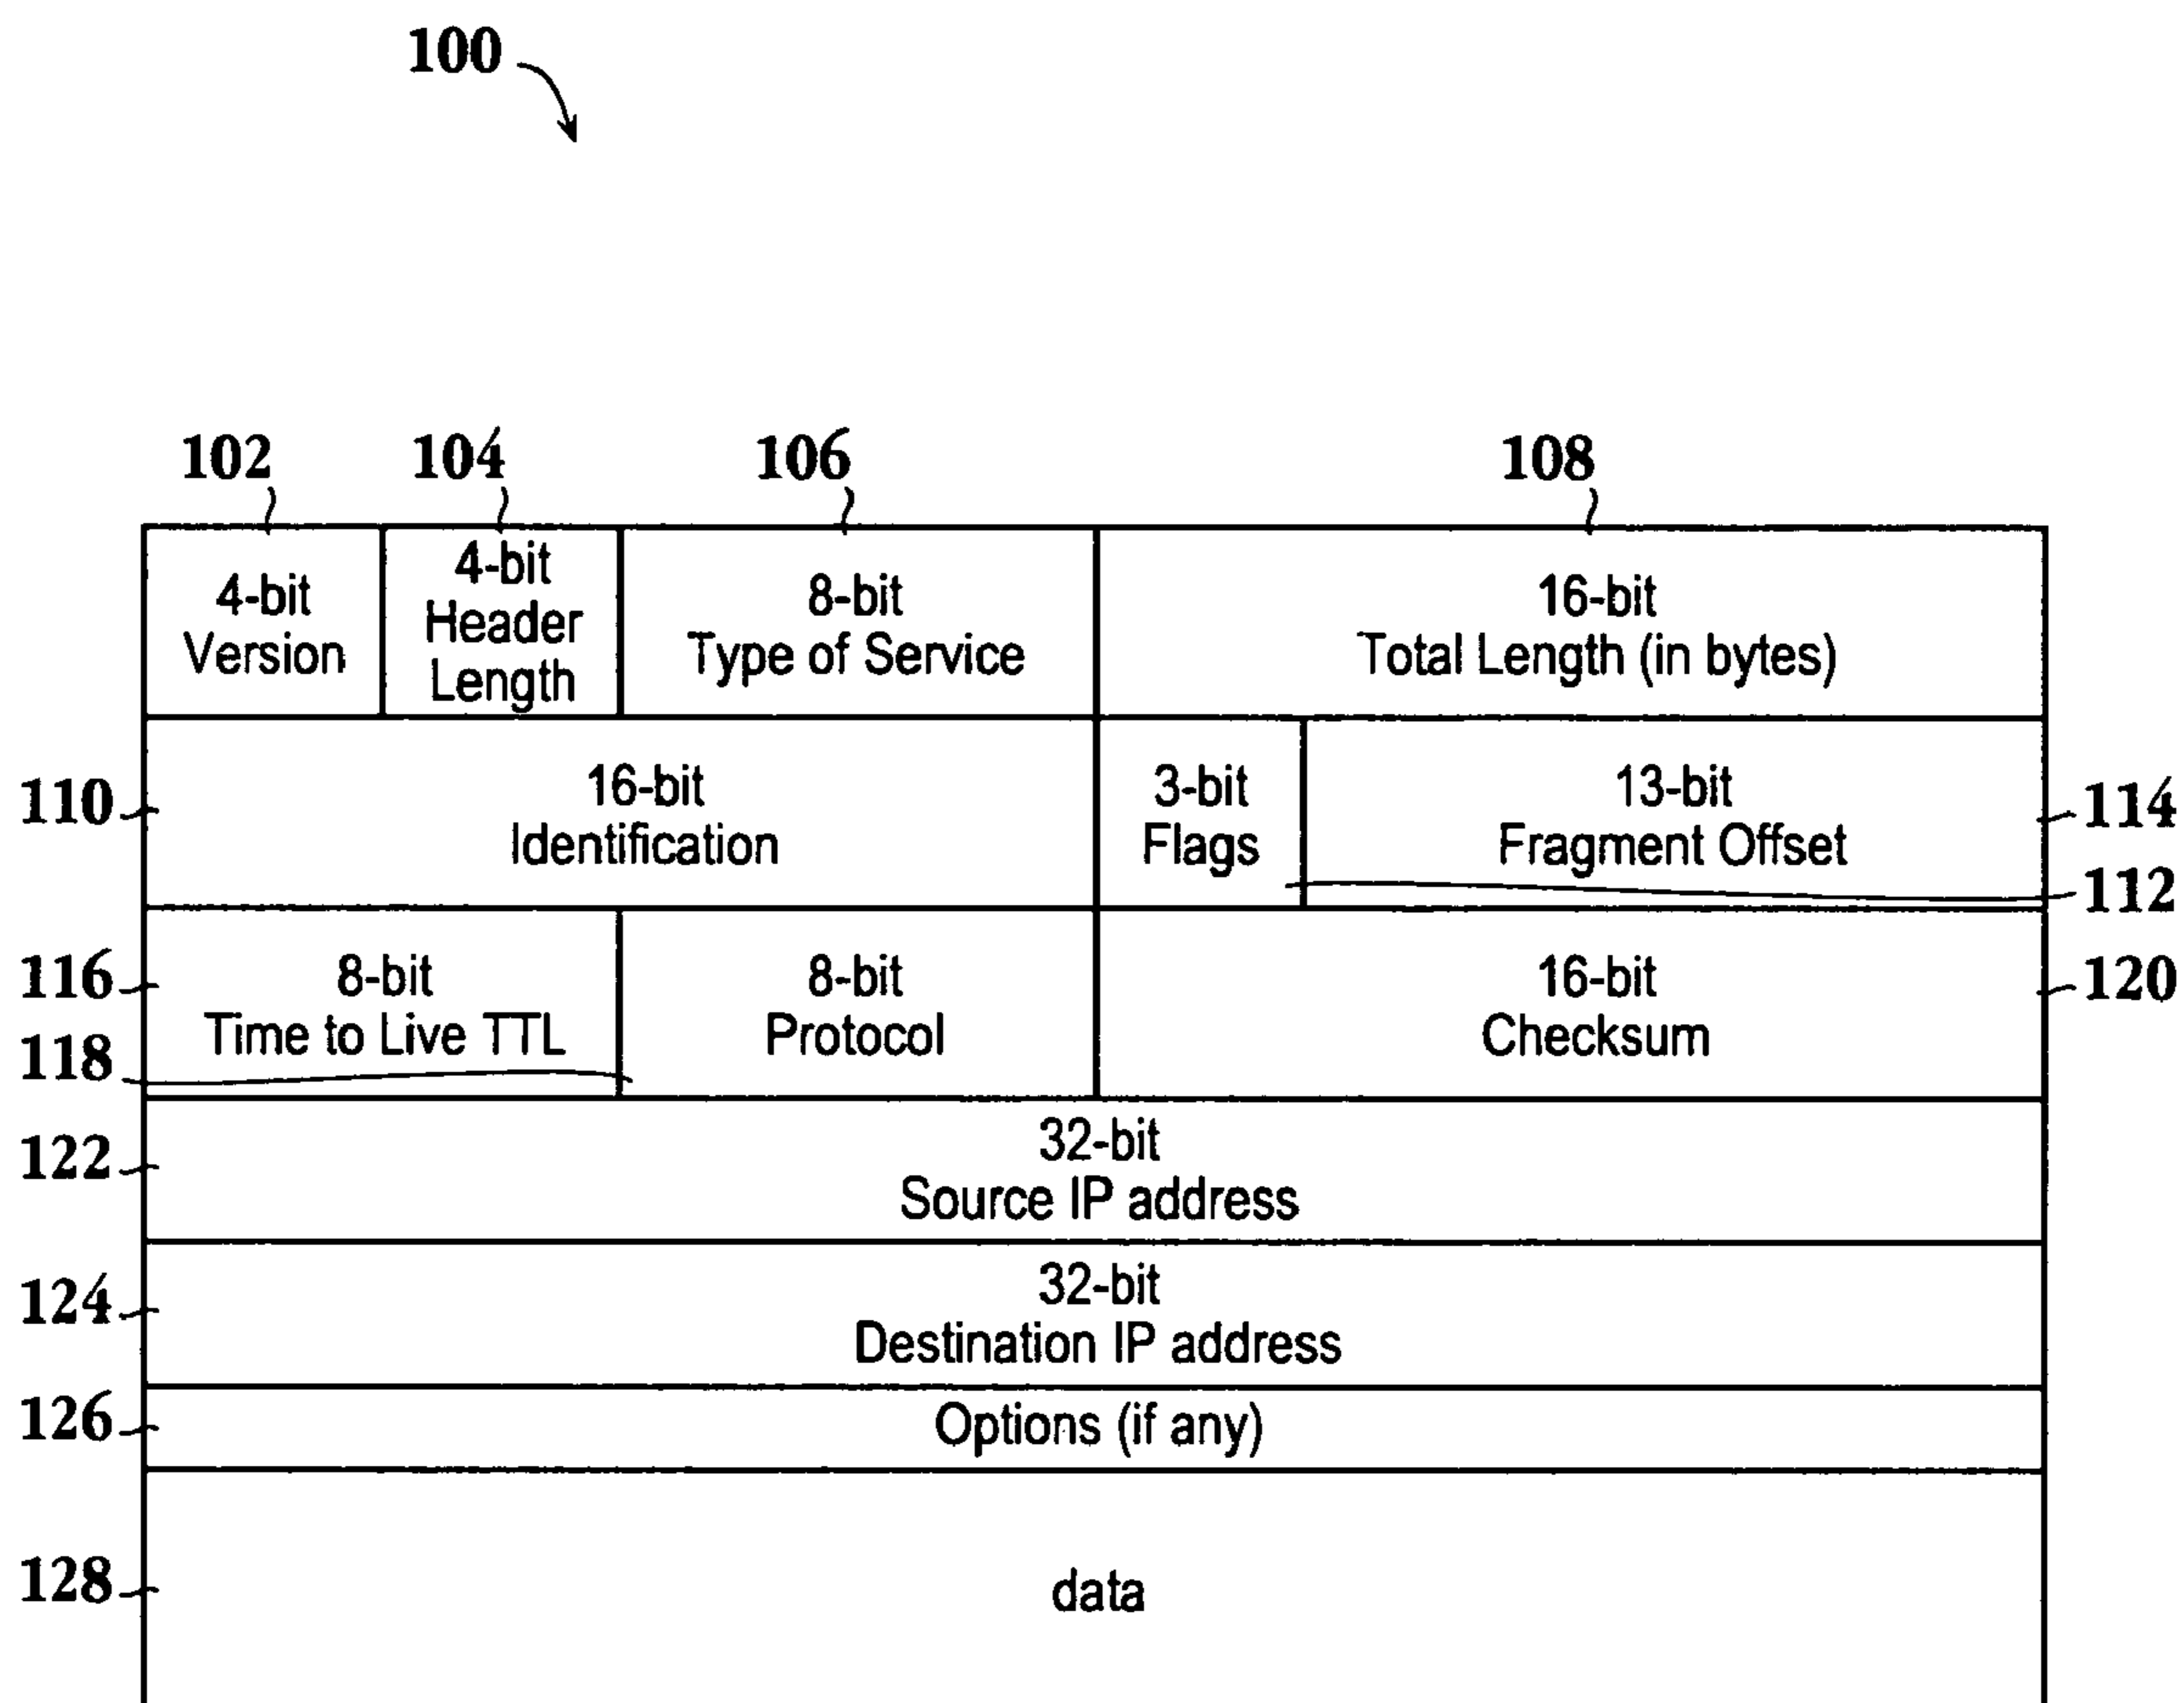 100
102 104 106 108
4-bit
Version
4-bit
Header
Length
8-bit
Type of Service
16-bit
Total Length (in bytes)
110
16-bit
Identification
3-bit
Flags
13-bit
Fragment Offset
114
112
116
8-bit
Time to Live TTL
118
8-bit
Protocol
16-bit
Checksum
120
122
32-bit
Source IP address
124
32-bit
Destination IP address
126
Options (if any)
128
data